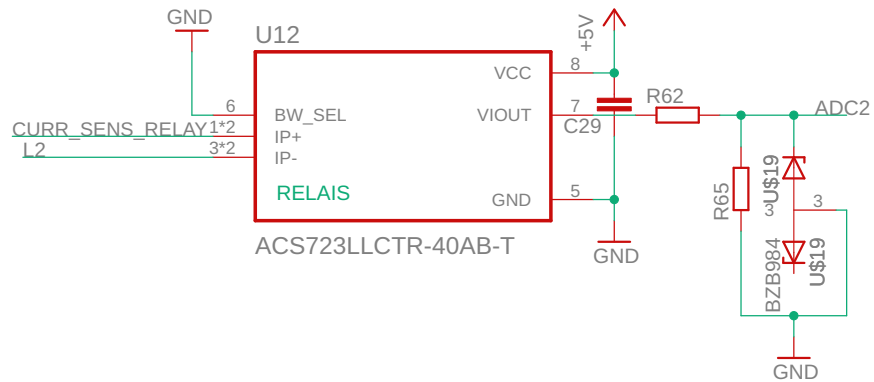 GND
U12
+5V
VCC
8
6
BW_SEL
VIOUT
7
R62
ADC2
C29
CURR_SENS_RELAY
1*2
IP+
L2
3*2
IP-
U$19
RELAIS
GND
5
R65
3
3
ACS723LLCTR-40AB-T
GND
BZB984
U$19
GND